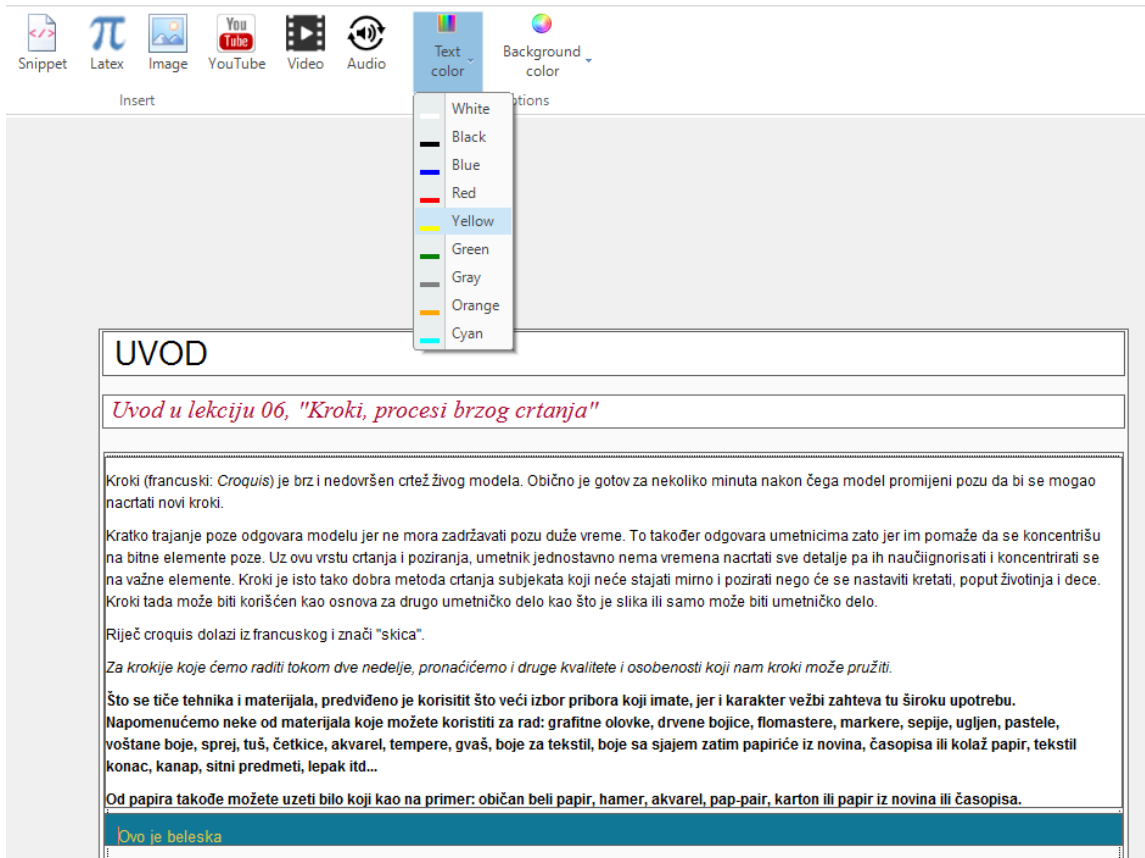 </>
You
Tube
Snippet Latex Image YouTube Video Audio
Text
color
Background
color
Insert
ptions
White
Black
Blue
Red
Yellow
Green
Gray
Orange
Cyan
UVOD
Uvod u lekciju 06, "Kroki, procesi brzog crtanja"
Kroki (francuski: Croquis) je brz i nedovršen crtež živog modela. Obično je gotov za nekoliko minuta nakon čega model promijeni pozu da bi se mogao
nacrtati novi kroki.
Kratko trajanje poze odgovara modelu jer ne mora zadržavati pozu duže vreme. To također odgovara umetnicima zato jer im pomaže da se koncentrišu
na bitne elemente poze. Uz ovu vrstu crtanja i poziranja, umetnik jednostavno nema vremena nacrtati sve detalje pa ih naučiignorisati i koncentrirati se
na važne elemente. Kroki je isto tako dobra metoda crtanja subjekata koji neće stajati mirno i pozirati nego će se nastaviti kretati, poput životinja i dece.
Kroki tada može biti korišćen kao osnova za drugo umetničko delo kao što je slika ili samo može biti umetničko delo.
Riječ croquis dolazi iz francuskog i znači "skica".
Za krokije koje ćemo raditi tokom dve nedelje, pronaćićemo i druge kvalitete i osobenosti koji nam kroki može pružiti.
Što se tiče tehnika i materijala, predviđeno je korisitit što veći izbor pribora koji imate, jer i karakter vežbi zahteva tu široku upotrebu.
Napomenućemo neke od materijala koje možete koristiti za rad: grafitne olovke, drvene bojice, flomastere, markere, sepije, ugljen, pastele,
voštane boje, sprej, tuš, četkice, akvarel, tempere, gvaš, boje za tekstil, boje sa sjajem zatim papiriće iz novina, časopisa ili kolaž papir, tekstil
konac, kanap, sitni predmeti, lepak itd...
Od papira takođe možete uzeti bilo koji kao na primer: običan beli papir, hamer, akvarel, pap-pair, karton ili papir iz novina ili časopisa.
Ovo je beleska